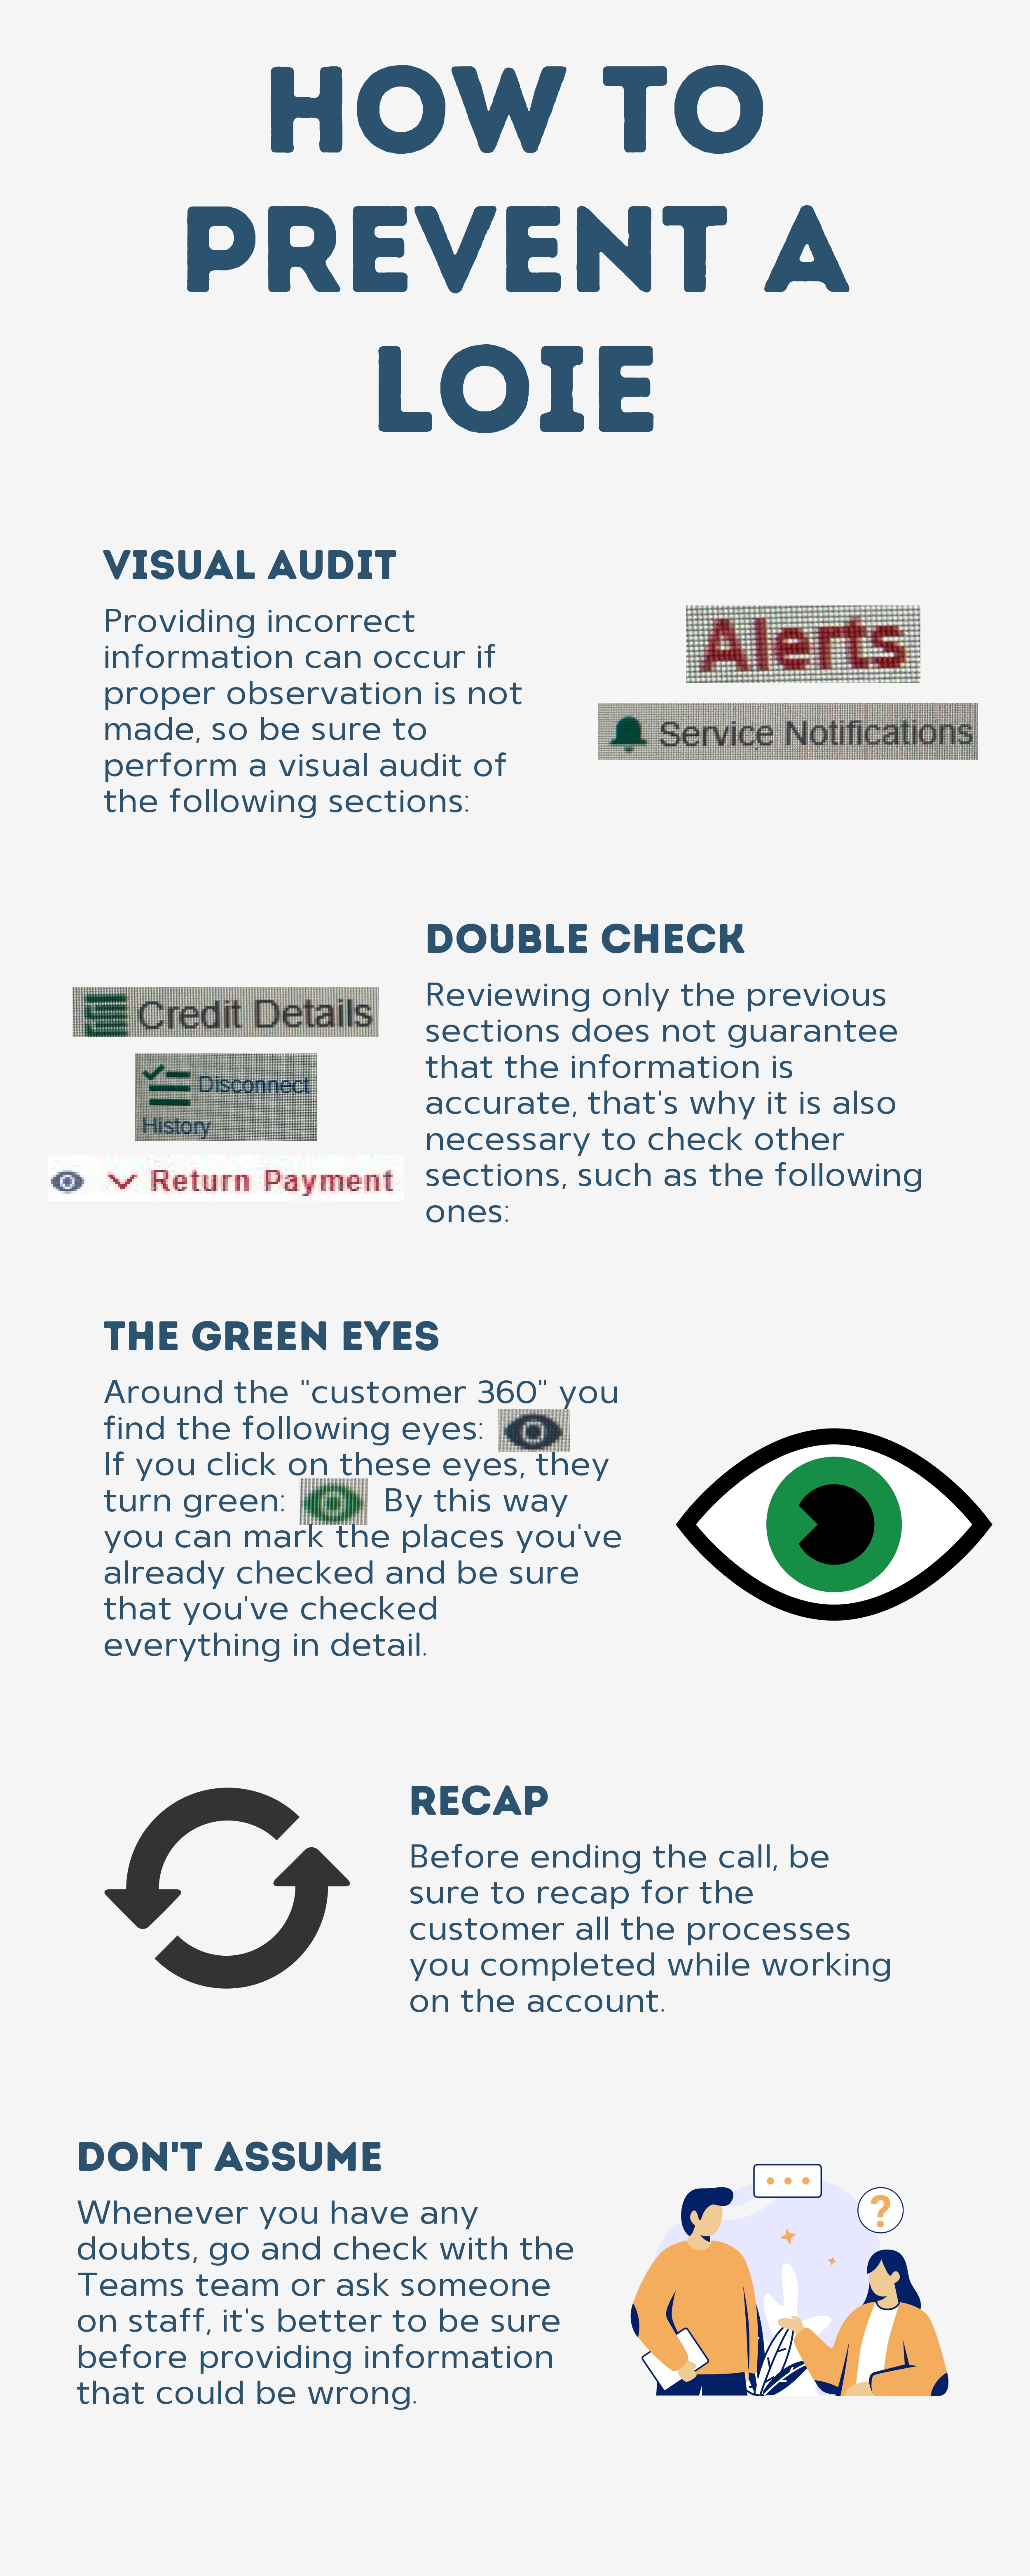 HOW TO
PREVENT A
LOIE
VISUAL AUDIT
Providing incorrect
information can occur if
proper observation is not
made, so be sure to
perform a visual audit of
the following sections:
Alerts
Service Notifications
DOUBLE CHECK
Reviewing only the previous
sections does not guarantee
that the information is
accurate, that's why it is also
necessary to check other
sections, such as the following
ones:
Credit Details
Disconnect
History
Return Payment
THE GREEN EYES
Around the "customer 360" you
find the following eyes:
If you click on these eyes, they
turn green: By this way
you can mark the places you've
already checked and be sure
that you've checked
everything in detail.
RECAP
Before ending the call, be
sure to recap for the
customer all the processes
you completed while working
on the account.
DON'T ASSUME
Whenever you have any
doubts, go and check with the
Teams team or ask someone
on staff, it's better to be sure
before providing information
that could be wrong.
?